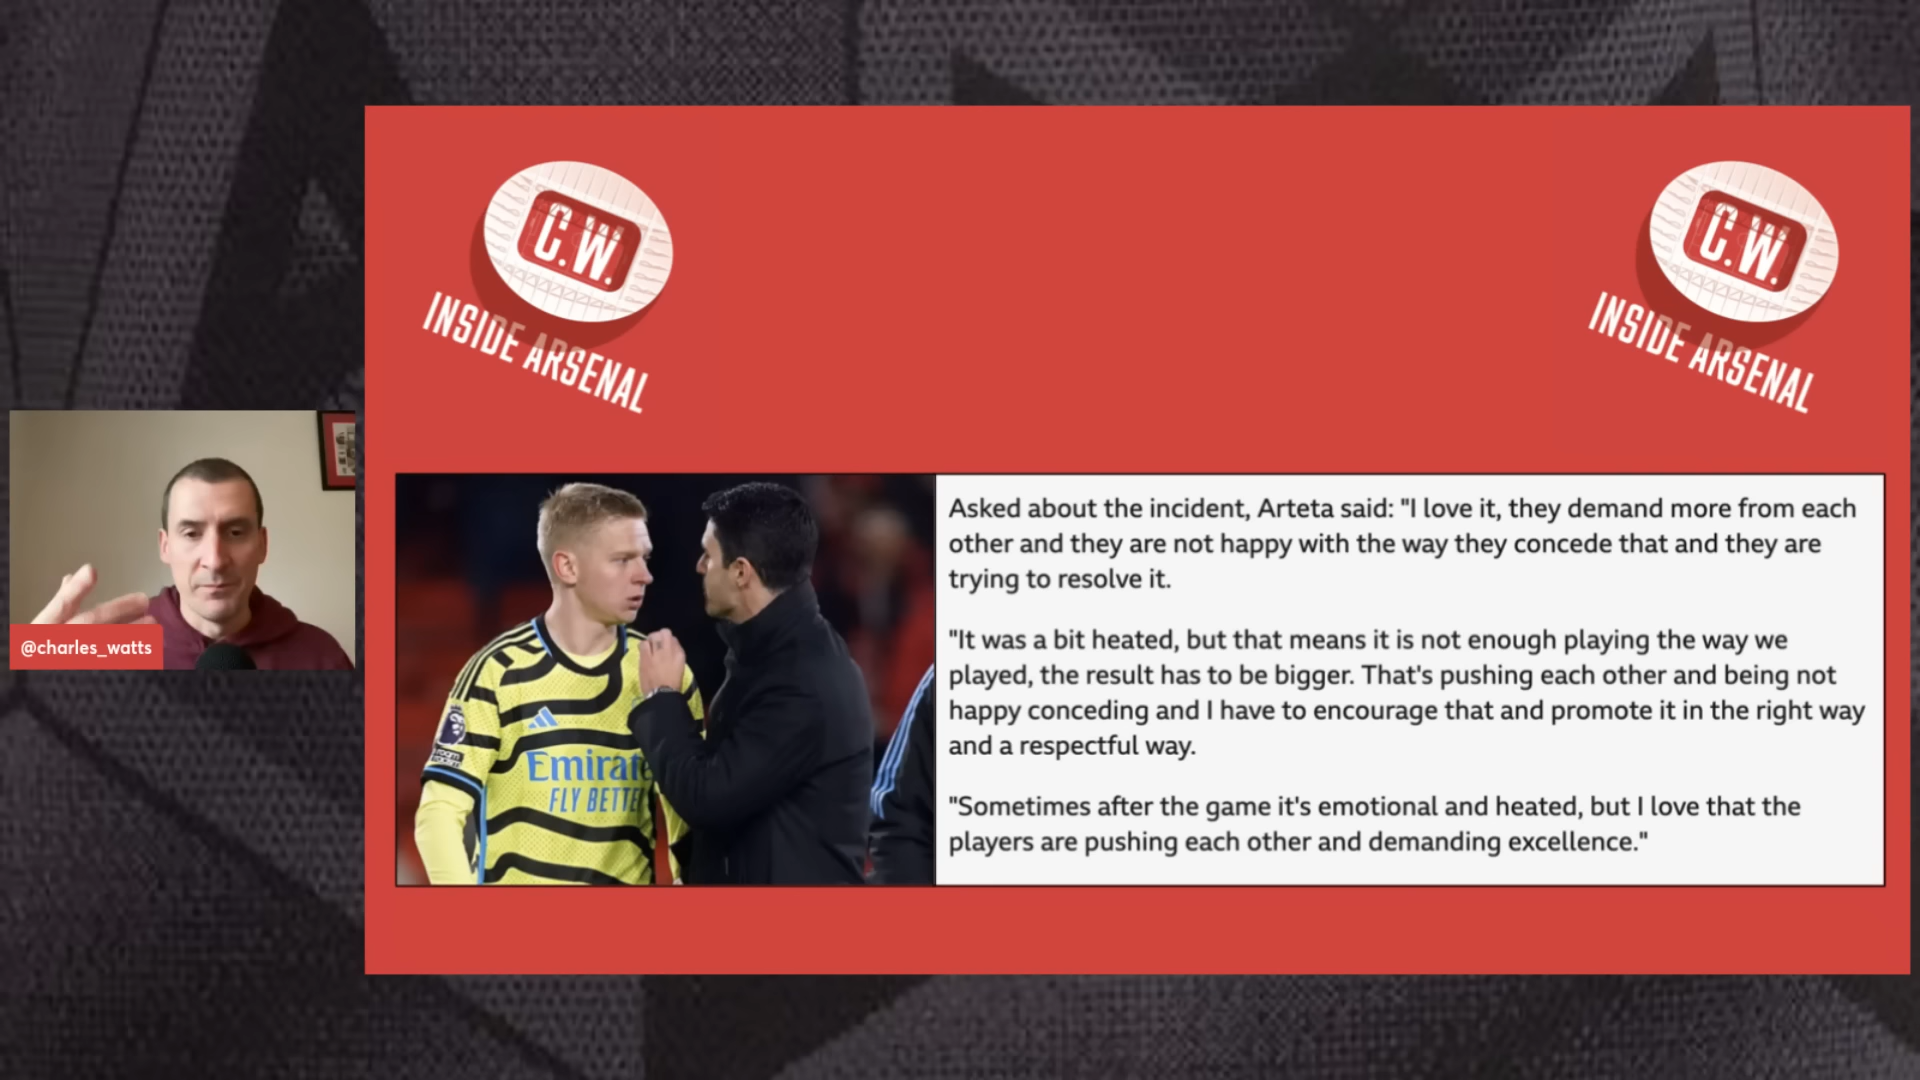 C.W.
INSIDE ARSENAL
C.W.
INSIDE ARSENAL
@charles_watts
Emirate
FLY BETTE
Asked about the incident, Arteta said: "I love it, they demand more from each
other and they are not happy with the way they concede that and they are
trying to resolve it.
"It was a bit heated, but that means it is not enough playing the way we
played, the result has to be bigger. That's pushing each other and being not
happy conceding and I have to encourage that and promote it in the right way
and a respectful way.
"Sometimes after the game it's emotional and heated, but I love that the
players are pushing each other and demanding excellence."